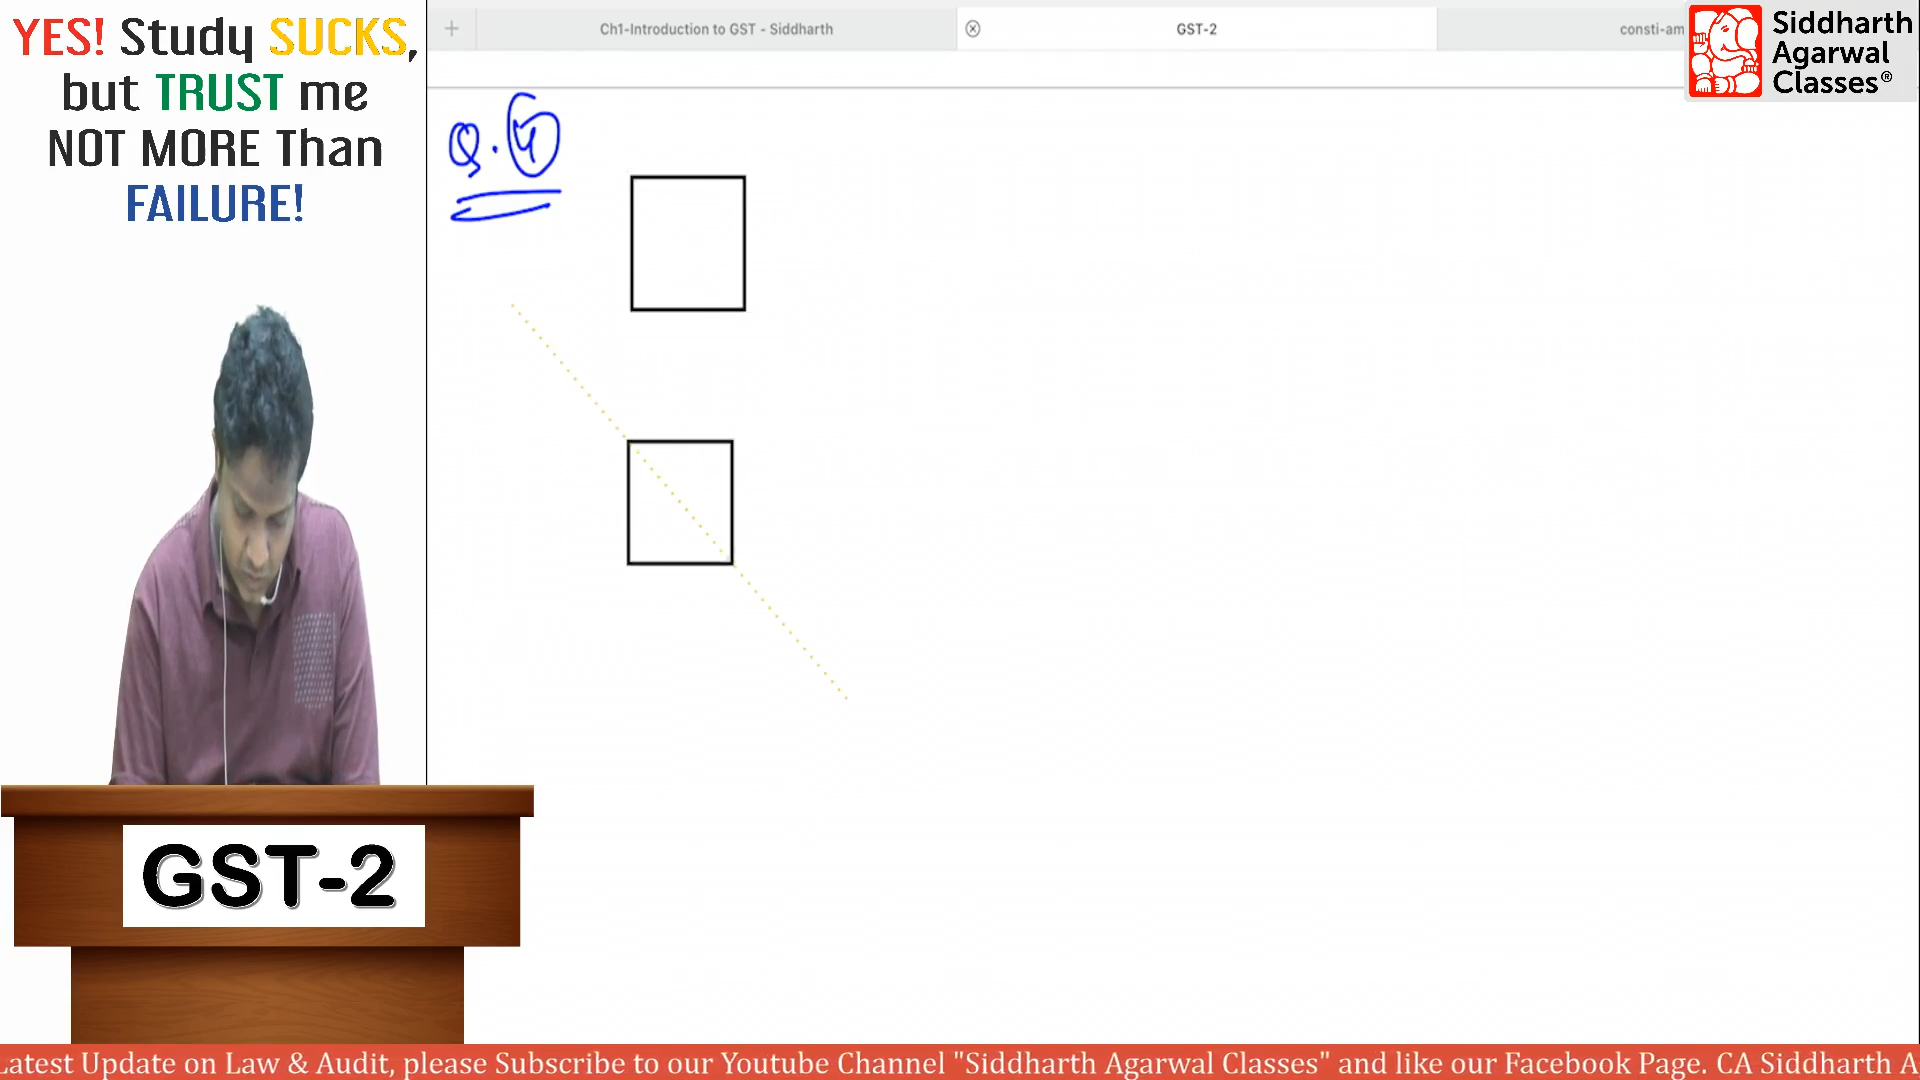 YES! Study SUCKS,
but TRUST me
NOT MORE Than
FAILURE!
Ch1-Introduction to GST - Siddharth
GST-2
consti-am
Siddharth
Agarwal
Classes®
Q. 4
GST-2
Latest Update on Law & Audit, please Subscribe to our Youtube Channel "Siddharth Agarwal Classes" and like our Facebook Page. CA Siddharth A